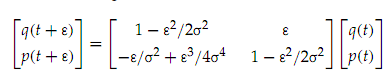 [q(t + ε)] = [1 − ε²/2σ² ε] [q(t)]
[p(t + ε)] [−ε/σ² + ε³/4σ⁴ 1 − ε²/2σ²] [p(t)]